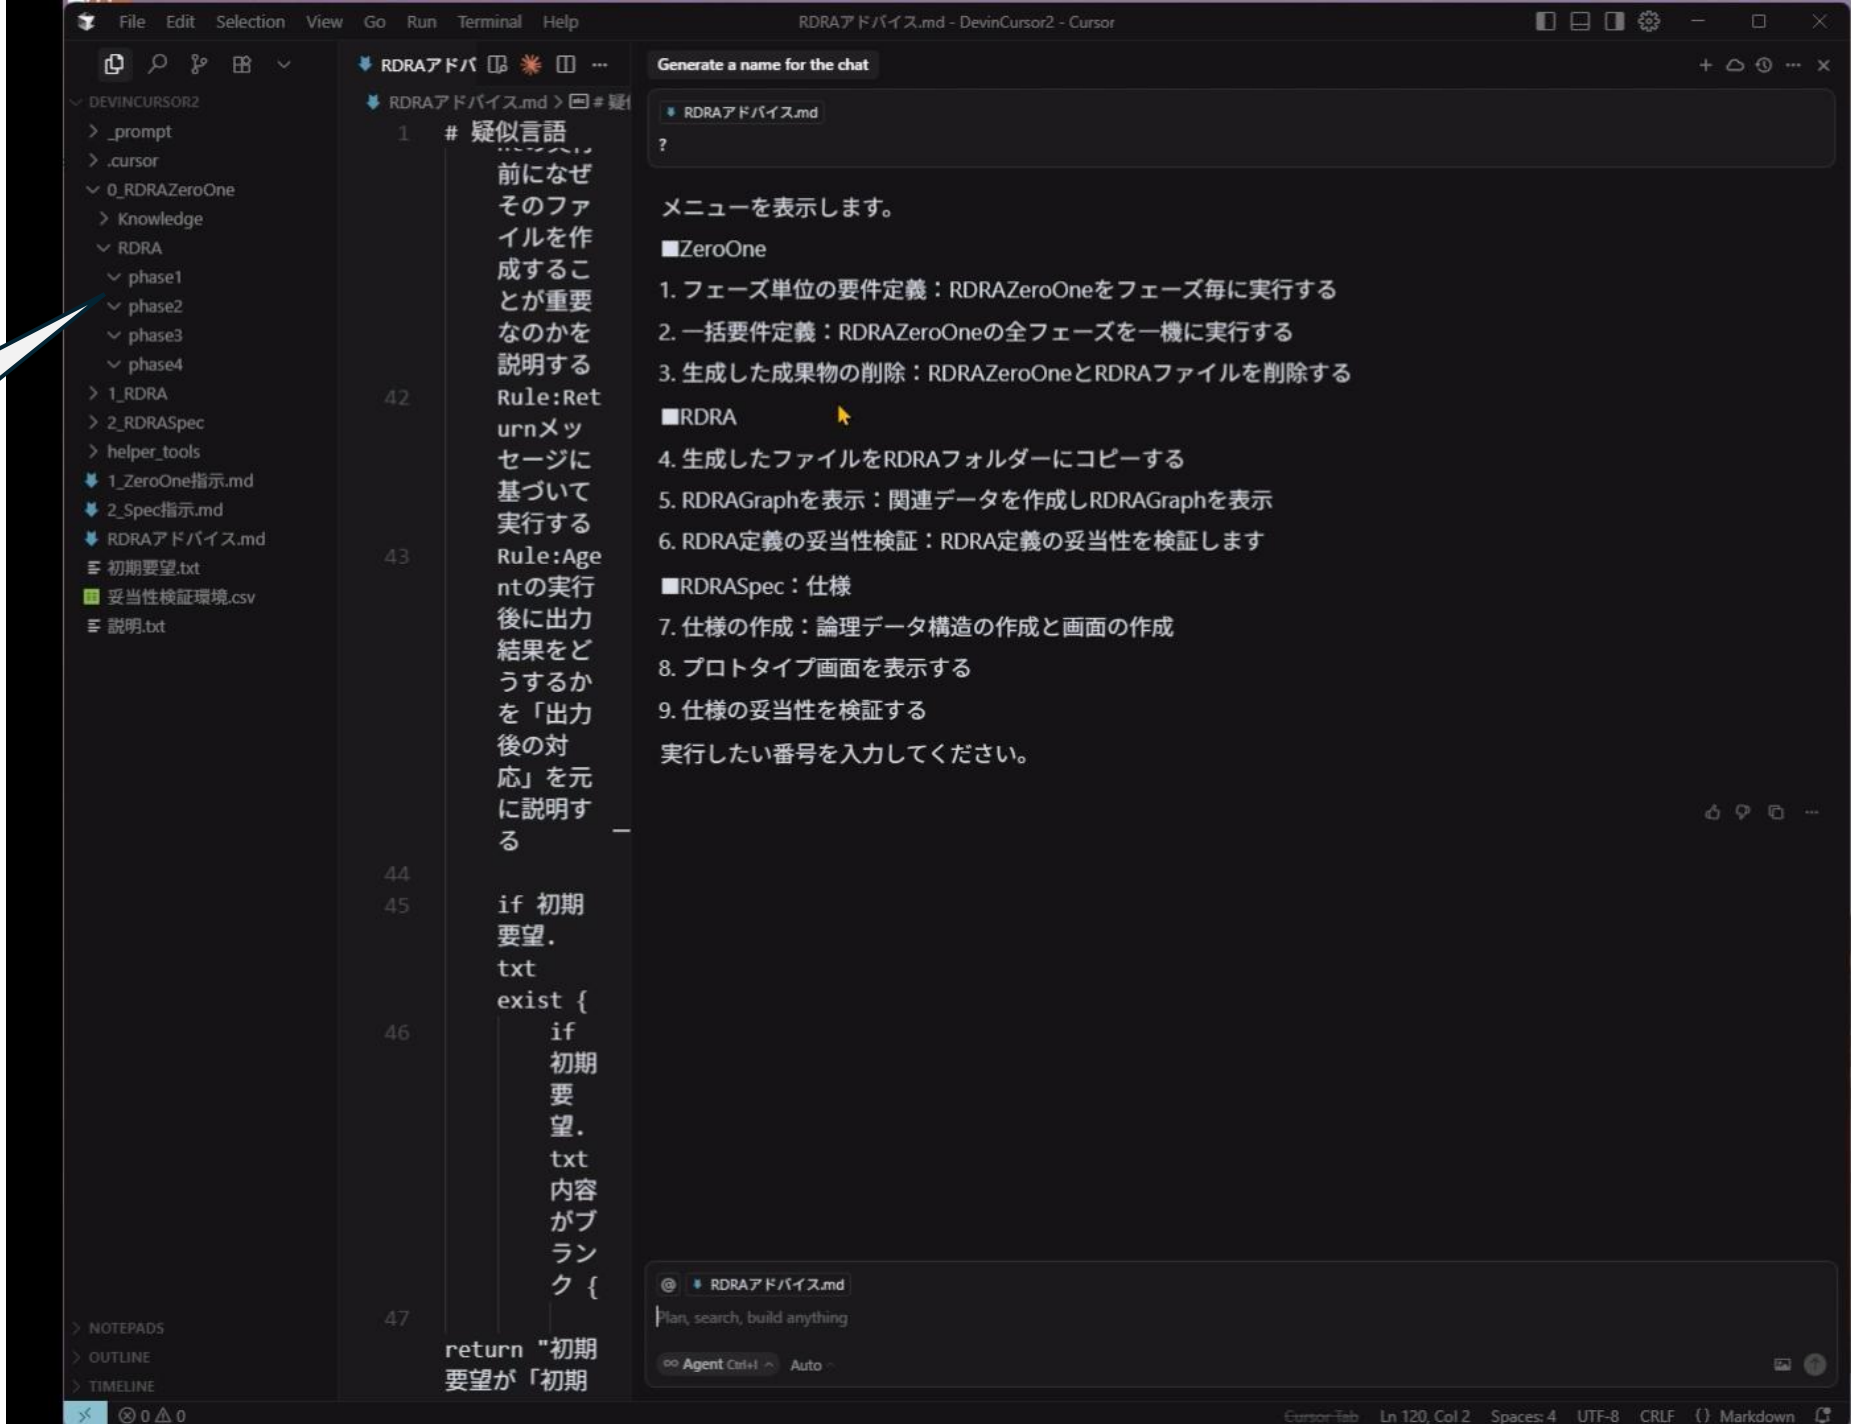 File Edit Selection View Go Run Terminal Help
RDRAアドバイス.md - DevinCursor2 - Cursor
DEVINCURSOR2
_prompt
.cursor
0_RDRAZeroOne
Knowledge
RDRA
phase1
phase2
phase3
phase4
1_RDRA
2_RDRASpec
helper_tools
1_ZeroOne指示.md
2_Spec指示.md
RDRAアドバイス.md
初期要望.txt
妥当性検証環境.csv
説明.txt
NOTEPADS
OUTLINE
TIMELINE
RDRAアドバ
RDRAアドバイス.md > # 疑似
1 # 疑似言語
前になぜ
そのファ
イルを作
成するこ
とが重要
なのかを
説明する
42 Rule:Ret
urnメッ
セージに
基づいて
実行する
43 Rule:Age
ntの実行
後に出力
結果をど
うするか
を「出力
後の対
応」を元
に説明す
る
44
45 if 初期
要望.
txt
exist {
46 if
初期
要
望.
txt
内容
がブ
ラン
ク {
47
return "初期
要望が「初期
Generate a name for the chat
RDRAアドバイス.md
?
メニューを表示します。
■ZeroOne
1. フェーズ単位の要件定義：RDRAZeroOneをフェーズ毎に実行する
2. 一括要件定義：RDRAZeroOneの全フェーズを一機に実行する
3. 生成した成果物の削除：RDRAZeroOneとRDRAファイルを削除する
■RDRA
4. 生成したファイルをRDRAフォルダーにコピーする
5. RDRAGraphを表示：関連データを作成しRDRAGraphを表示
6. RDRA定義の妥当性検証：RDRA定義の妥当性を検証します
■RDRASpec：仕様
7. 仕様の作成：論理データ構造の作成と画面の作成
8. プロトタイプ画面を表示する
9. 仕様の妥当性を検証する
実行したい番号を入力してください。
@ RDRAアドバイス.md
Plan, search, build anything
∞ Agent Ctrl+I Auto
0 0
Cursor Tab Ln 120, Col 2 Spaces: 4 UTF-8 CRLF {} Markdown